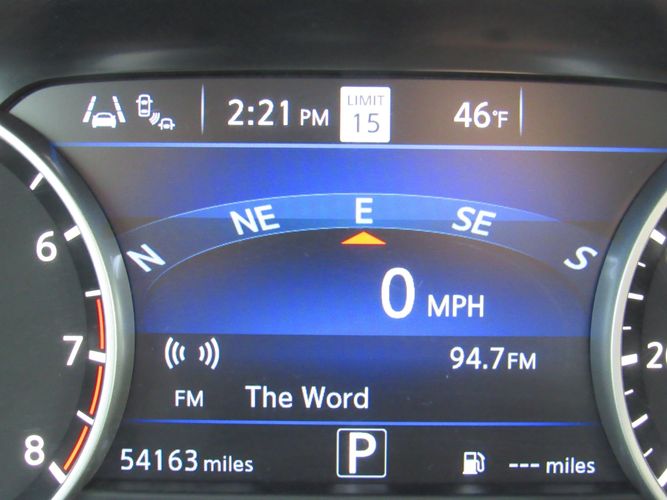 2:21 PM LIMIT 15 46°F
N NE E SE S
0 MPH
6
7
8
94.7FM
FM The Word
54163 miles P --- miles
20